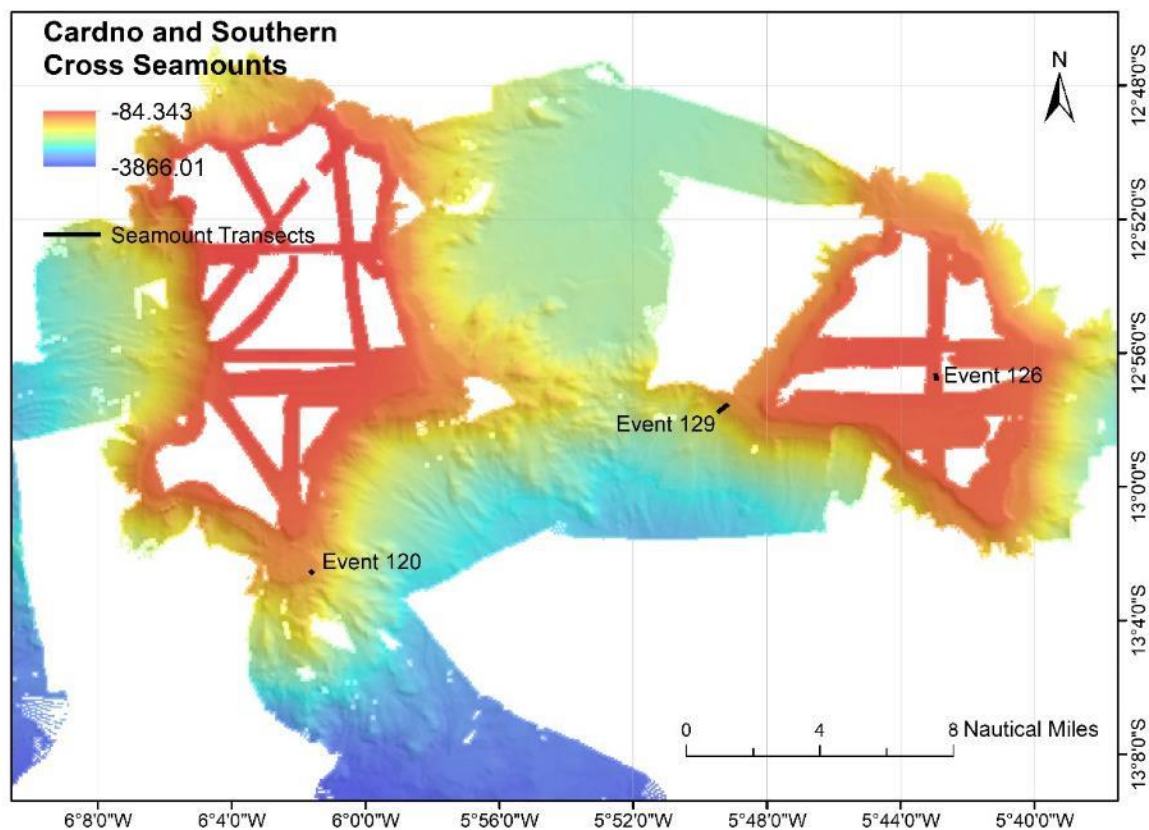 Cardno and Southern
Cross Seamounts
-84.343
-3866.01
Seamount Transects
N
Event 126
Event 129
Event 120
0 4 8 Nautical Miles
12°48'0"S
12°52'0"S
12°56'0"S
13°0'0"S
13°4'0"S
13°8'0"S
6°8'0"W 6°4'0"W 6°0'0"W 5°56'0"W 5°52'0"W 5°48'0"W 5°44'0"W 5°40'0"W